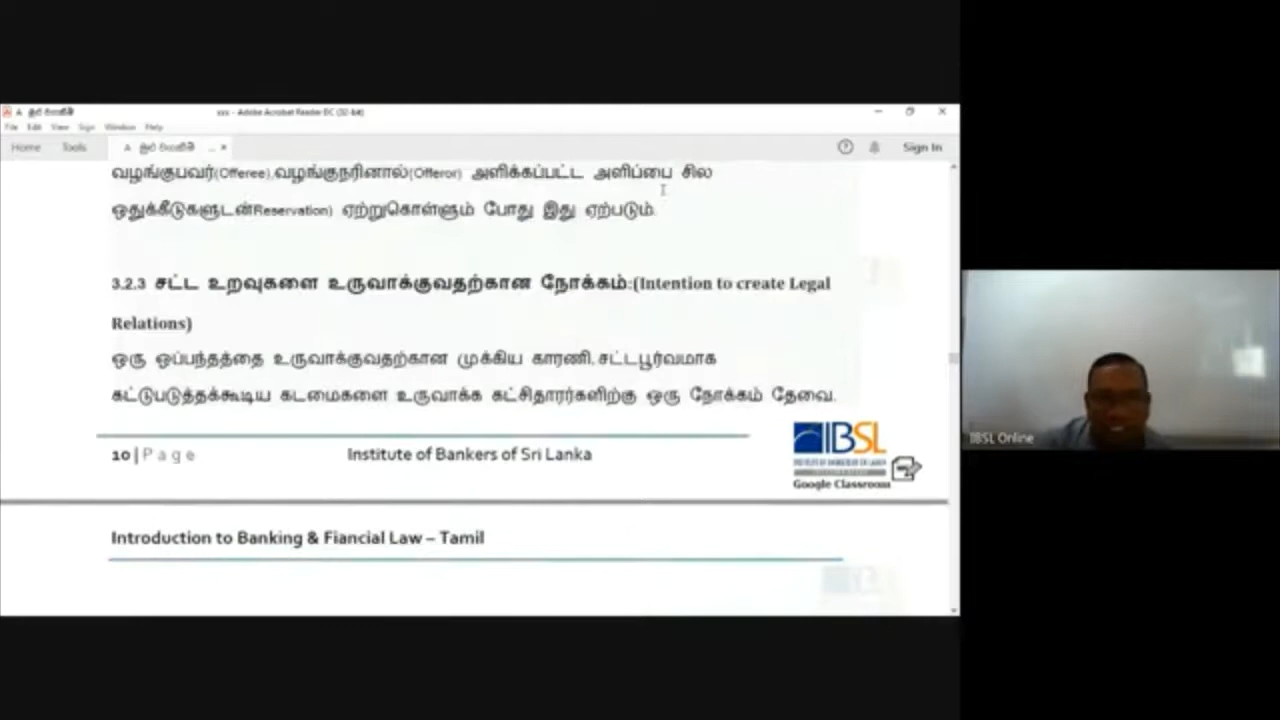 xxx - Adobe Acrobat Reader DC (32-bit)
File Edit View Sign Window Help
Home Tools Sign In
வழங்குபவர்(Offeree),வழங்குநரினால்(Offeror) அளிக்கப்பட்ட அளிப்பை சில
ஒதுக்கீடுகளுடன்Reservation) ஏற்றுகொள்ளும் போது இது ஏற்படும்.
3.2.3 சட்ட உறவுகளை உருவாக்குவதற்கான நோக்கம்:(Intention to create Legal
Relations)
ஒரு ஒப்பந்தத்தை உருவாக்குவதற்கான முக்கிய காரணி, சட்டபூர்வமாக
கட்டுபடுத்தக்கூடிய கடமைகளை உருவாக்க கட்சிதாரர்களிற்கு ஒரு நோக்கம் தேவை.
10 | Page Institute of Bankers of Sri Lanka
IBSL
Google Classroom
Introduction to Banking & Fiancial Law – Tamil
IBSL Online